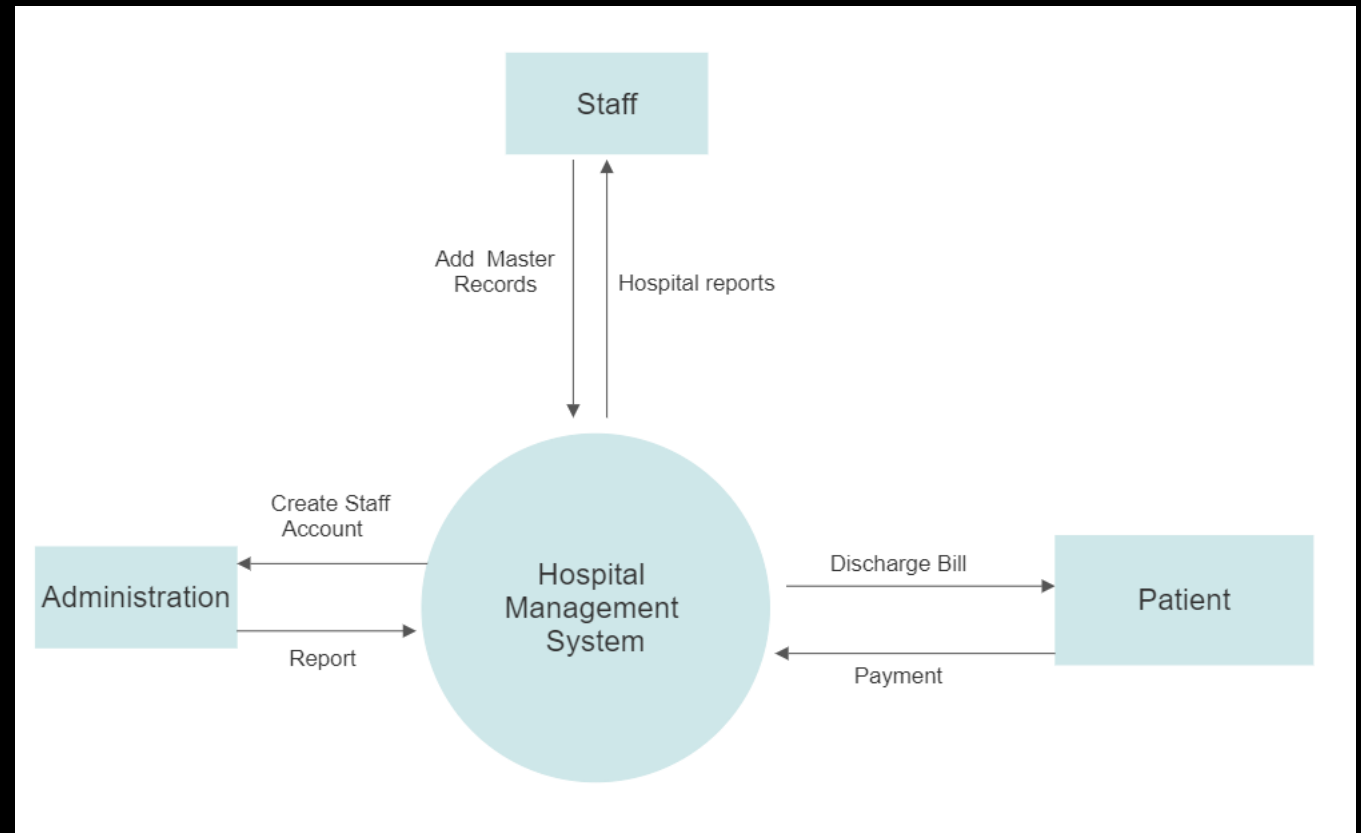 Staff
Add  Master
Records
Hospital reports
Create Staff
Account
Administration
Report
Hospital
Management
System
Discharge Bill
Patient
Payment